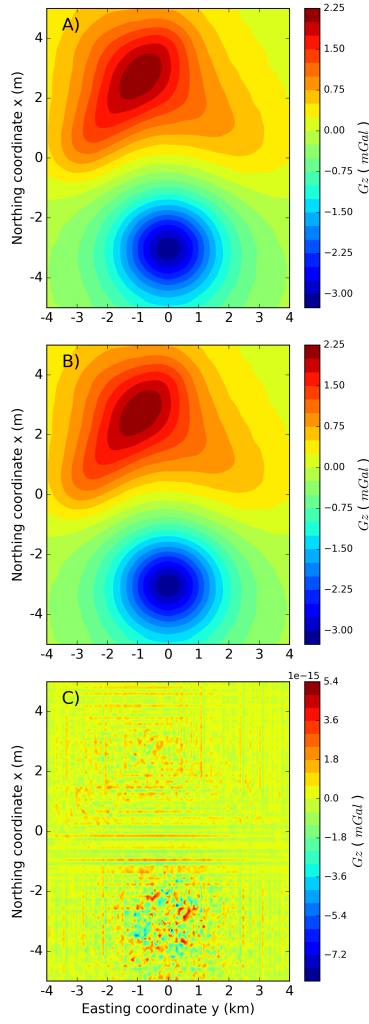 A)
Northing coordinate x (m)
4
2
0
-2
-4
-4 -3 -2 -1 0 1 2 3 4
2.25
1.50
0.75
0.00
−0.75
−1.50
−2.25
−3.00
Gz ( mGal )
B)
Northing coordinate x (m)
4
2
0
-2
-4
-4 -3 -2 -1 0 1 2 3 4
2.25
1.50
0.75
0.00
−0.75
−1.50
−2.25
−3.00
Gz ( mGal )
C)
Northing coordinate x (m)
4
2
0
-2
-4
-4 -3 -2 -1 0 1 2 3 4
Easting coordinate y (km)
1e−15
5.4
3.6
1.8
0.0
−1.8
−3.6
−5.4
−7.2
Gz ( mGal )